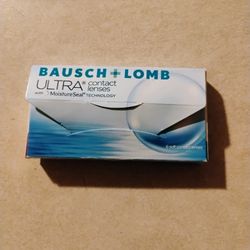 BAUSCH + LOMB
ULTRA® contact lenses
with MoistureSeal® TECHNOLOGY